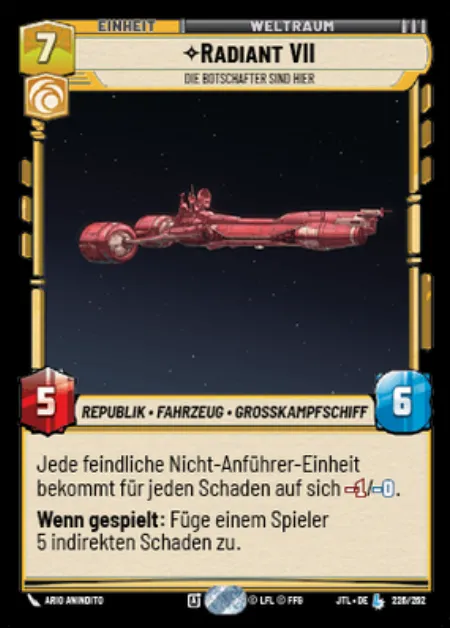 EINHEIT WELTRAUM
7
✧RADIANT VII
DIE BOTSCHAFTER SIND HIER
5
REPUBLIK • FAHRZEUG • GROSSKAMPFSCHIFF
6
Jede feindliche Nicht-Anführer-Einheit
bekommt für jeden Schaden auf sich -1/-0.
Wenn gespielt: Füge einem Spieler
5 indirekten Schaden zu.
ARIO ANINDITO
A
© LFL © FFG
JTL • DE
226/262